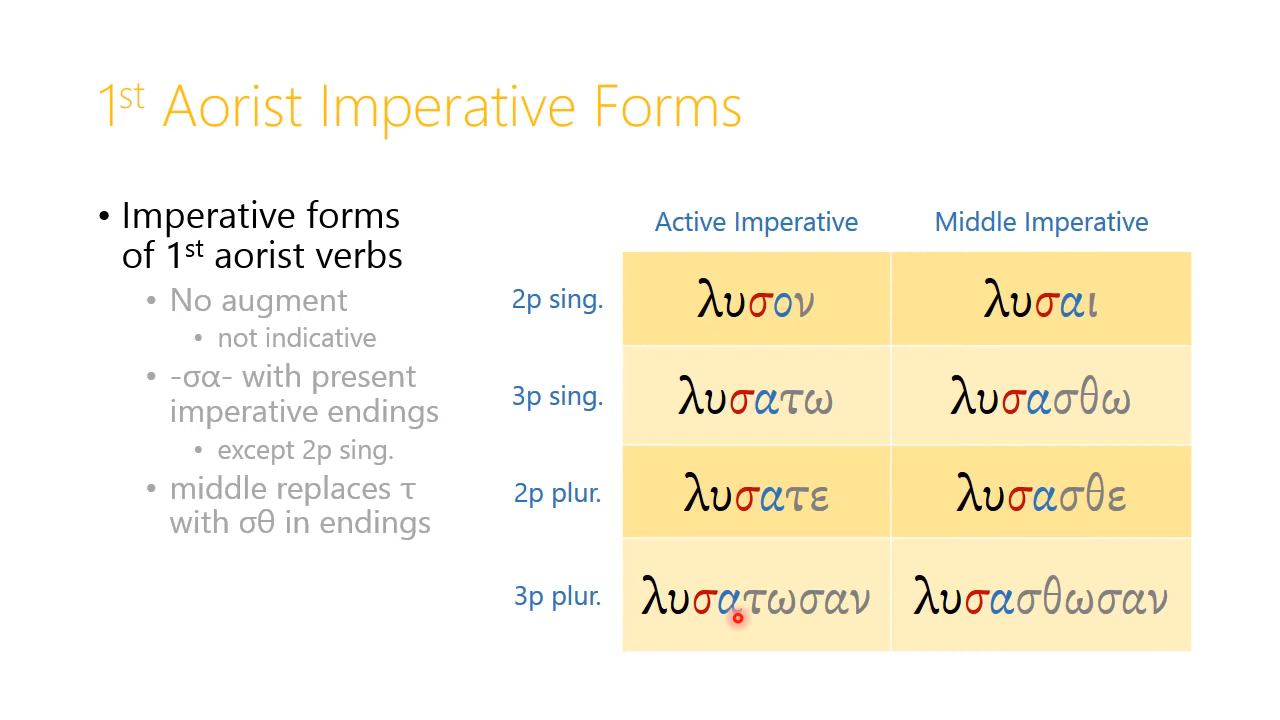 1st Aorist Imperative Forms
• Imperative forms
of 1st aorist verbs
• No augment
• not indicative
• -σα- with present
imperative endings
• except 2p sing.
• middle replaces τ
with σθ in endings
Active Imperative Middle Imperative
2p sing. λυσον λυσαι
3p sing. λυσατω λυσασθω
2p plur. λυσατε λυσασθε
3p plur. λυσατωσαν λυσασθωσαν